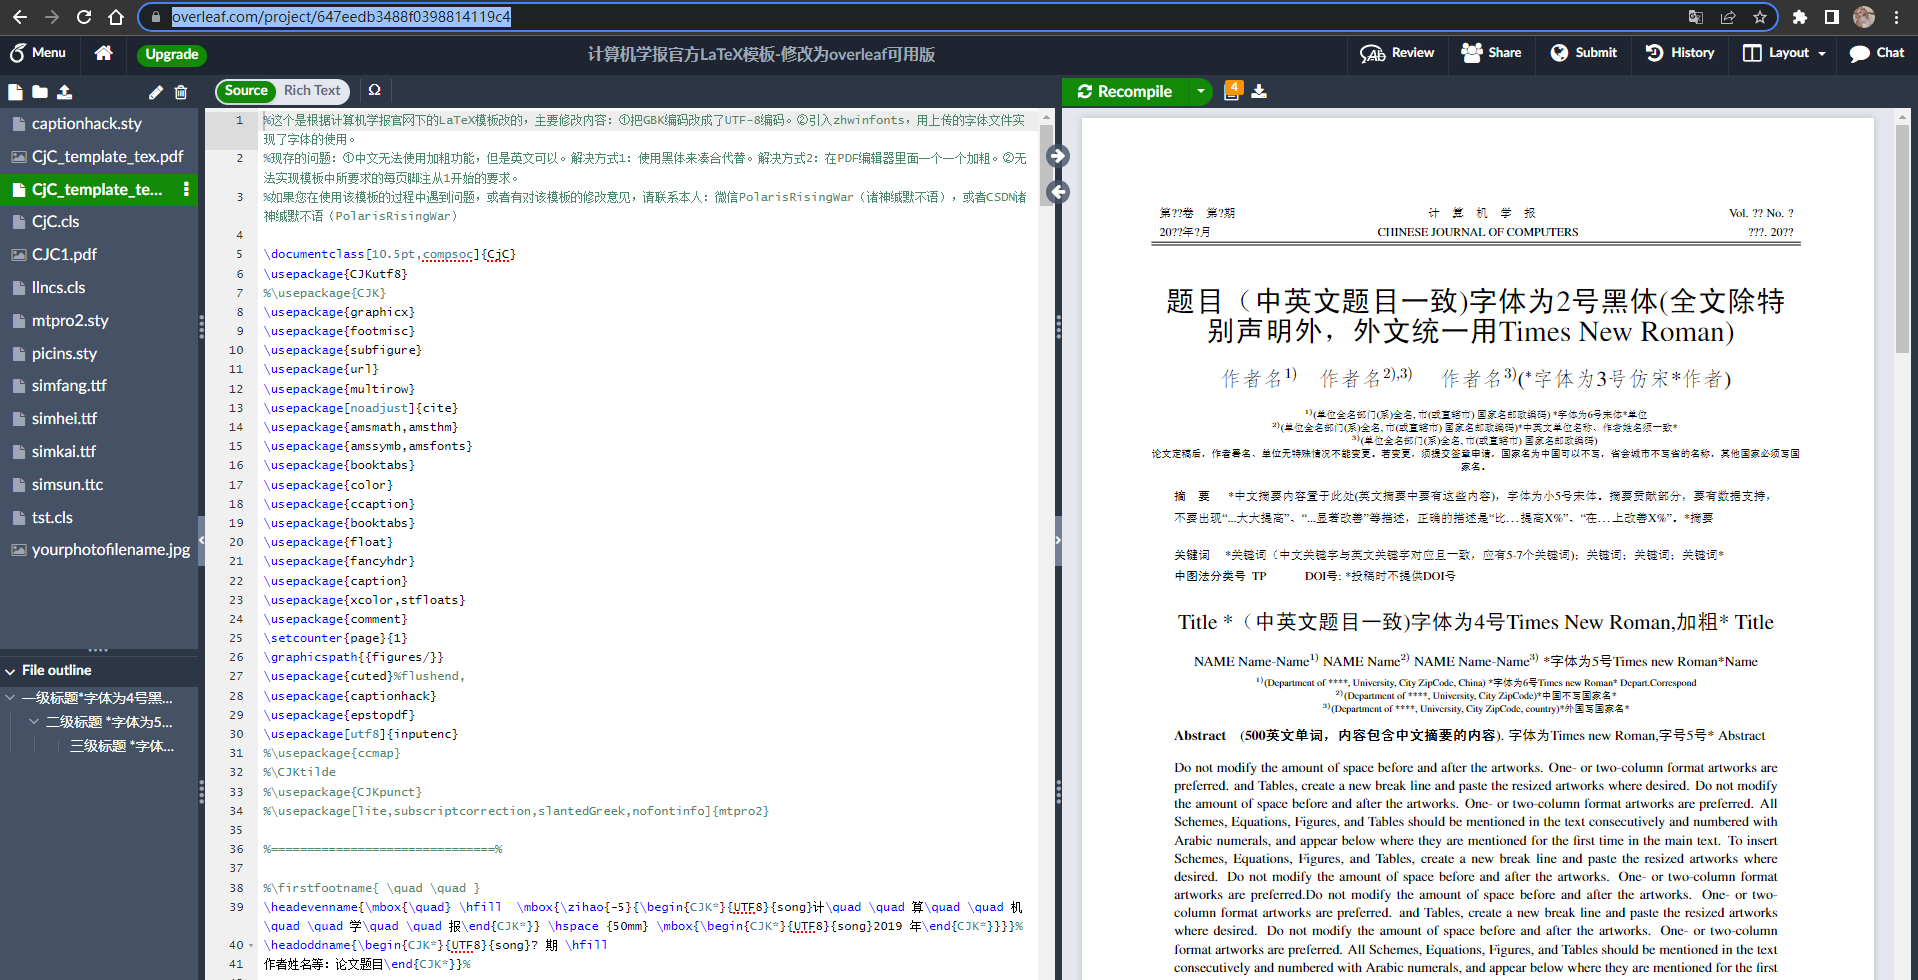 overleaf.com/project/647eedb3488f0398814119c4
Menu
Upgrade
计算机学报官方LaTeX模板-修改为overleaf可用版
Review
Share
Submit
History
Layout
Chat
captionhack.sty
CjC_template_tex.pdf
CjC_template_te...
CjC.cls
CJC1.pdf
llncs.cls
mtpro2.sty
picins.sty
simfang.ttf
simhei.ttf
simkai.ttf
simsun.ttc
tst.cls
yourphotofilename.jpg
File outline
一级标题*字体为4号黑...
二级标题 *字体为5...
三级标题 *字体...
Source Rich Text Ω
1 %这个是根据计算机学报官网下的LaTeX模板改的，主要修改内容：①把GBK编码改成了UTF-8编码。②引入zhwinfonts，用上传的字体文件实
现了字体的使用。
2 %现存的问题：①中文无法使用加粗功能，但是英文可以。解决方式1：使用黑体来凑合代替。解决方式2：在PDF编辑器里面一个一个加粗。②无
法实现模板中所要求的每页脚注从1开始的要求。
3 %如果您在使用该模板的过程中遇到问题，或者有对该模板的修改意见，请联系本人：微信PolarisRisingWar（诸神缄默不语），或者CSDN诸
神缄默不语（PolarisRisingWar）
4
5 \documentclass[10.5pt,compsoc]{CjC}
6 \usepackage{CJKutf8}
7 %\usepackage{CJK}
8 \usepackage{graphicx}
9 \usepackage{footmisc}
10 \usepackage{subfigure}
11 \usepackage{url}
12 \usepackage{multirow}
13 \usepackage[noadjust]{cite}
14 \usepackage{amsmath,amsthm}
15 \usepackage{amssymb,amsfonts}
16 \usepackage{booktabs}
17 \usepackage{color}
18 \usepackage{ccaption}
19 \usepackage{booktabs}
20 \usepackage{float}
21 \usepackage{fancyhdr}
22 \usepackage{caption}
23 \usepackage{xcolor,stfloats}
24 \usepackage{comment}
25 \setcounter{page}{1}
26 \graphicspath{{figures/}}
27 \usepackage{cuted}%flushend,
28 \usepackage{captionhack}
29 \usepackage{epstopdf}
30 \usepackage[utf8]{inputenc}
31 %\usepackage{ccmap}
32 %\CJKtilde
33 %\usepackage{CJKpunct}
34 %\usepackage[lite,subscriptcorrection,slantedGreek,nofontinfo]{mtpro2}
35
36 %===============================%
37
38 %\firstfootname{ \quad \quad }
39 \headevenname{\mbox{\quad} \hfill \mbox{\zihao{-5}{\begin{CJK*}{UTF8}{song}计\quad \quad 算\quad \quad 机
\quad \quad 学\quad \quad 报\end{CJK*}} \hspace {50mm} \mbox{\begin{CJK*}{UTF8}{song}2019 年\end{CJK*}}}}%
40 \headoddname{\begin{CJK*}{UTF8}{song}? 期 \hfill
41 作者姓名等：论文题目\end{CJK*}}%
Recompile
4
第??卷 第?期 计 算 机 学 报 Vol. ?? No. ?
20??年?月 CHINESE JOURNAL OF COMPUTERS ???. 20??
题目（中英文题目一致)字体为2号黑体(全文除特
别声明外，外文统一用Times New Roman)
作者名1) 作者名2),3) 作者名3)(*字体为3号仿宋*作者)
1)(单位全名部门(系)全名, 市(或直辖市) 国家名邮政编码) *字体为6号宋体*单位
2)(单位全名部门(系)全名, 市(或直辖市) 国家名邮政编码)*中英文单位名称、作者姓名须一致*
3)(单位全名部门(系)全名, 市(或直辖市) 国家名邮政编码)
论文定稿后，作者署名、单位无特殊情况不能变更。若变更，须提交签章申请，国家名为中国可以不写，省会城市不写省的名称，其他国家必须写国
家名。
摘 要 *中文摘要内容置于此处(英文摘要中要有这些内容)，字体为小5号宋体。摘要贡献部分，要有数据支持，
不要出现“...大大提高”、“...显著改善”等描述，正确的描述是“比…提高X%”、“在…上改善X%”。*摘要
关键词 *关键词（中文关键字与英文关键字对应且一致，应有5-7个关键词)；关键词；关键词；关键词*
中图法分类号 TP DOI号: *投稿时不提供DOI号
Title *（中英文题目一致)字体为4号Times New Roman,加粗* Title
NAME Name-Name1) NAME Name2) NAME Name-Name3) *字体为5号Times new Roman*Name
1)(Department of ****, University, City ZipCode, China) *字体为6号Times new Roman* Depart.Correspond
2)(Department of ****, University, City ZipCode)*中国不写国家名*
3)(Department of ****, University, City ZipCode, country)*外国写国家名*
Abstract (500英文单词，内容包含中文摘要的内容). 字体为Times new Roman,字号5号* Abstract
Do not modify the amount of space before and after the artworks. One- or two-column format artworks are
preferred. and Tables, create a new break line and paste the resized artworks where desired. Do not modify
the amount of space before and after the artworks. One- or two-column format artworks are preferred. All
Schemes, Equations, Figures, and Tables should be mentioned in the text consecutively and numbered with
Arabic numerals, and appear below where they are mentioned for the first time in the main text. To insert
Schemes, Equations, Figures, and Tables, create a new break line and paste the resized artworks where
desired. Do not modify the amount of space before and after the artworks. One- or two-column format
artworks are preferred.Do not modify the amount of space before and after the artworks. One- or two-
column format artworks are preferred. and Tables, create a new break line and paste the resized artworks
where desired. Do not modify the amount of space before and after the artworks. One- or two-column
format artworks are preferred. All Schemes, Equations, Figures, and Tables should be mentioned in the text
consecutively and numbered with Arabic numerals, and appear below where they are mentioned for the first